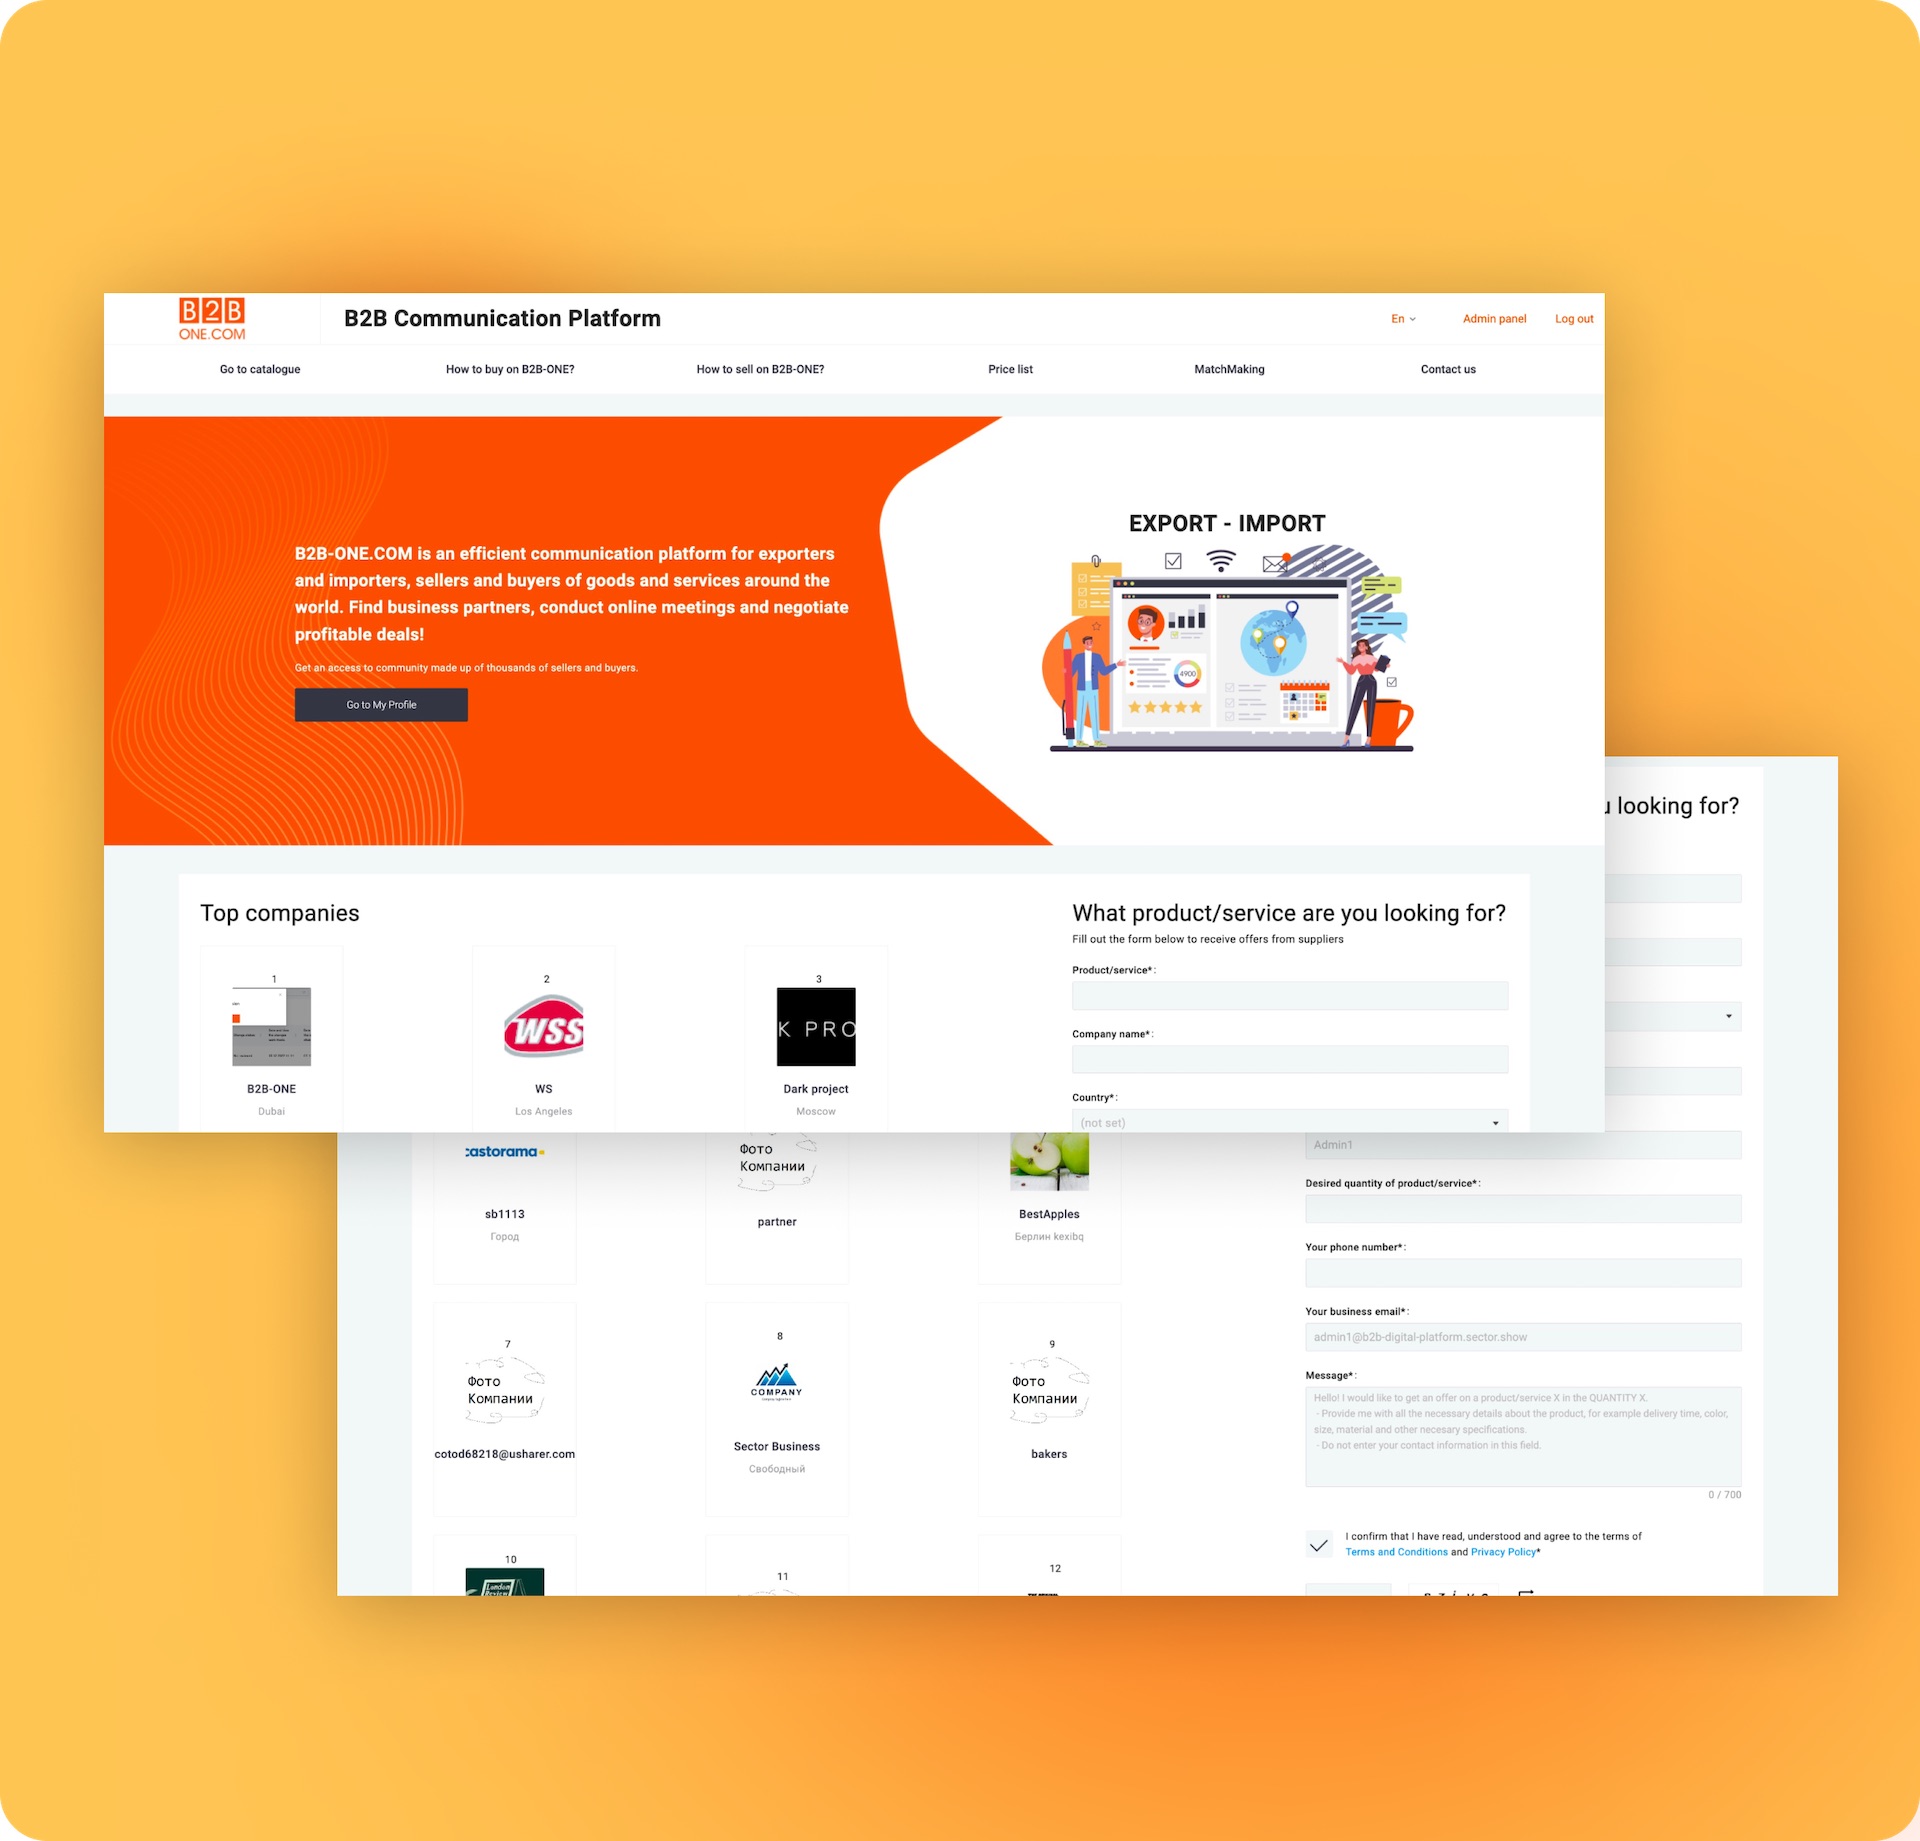 B2B
ONE.COM
B2B Communication Platform
En
Admin panel
Log out
Go to catalogue
How to buy on B2B-ONE?
How to sell on B2B-ONE?
Price list
MatchMaking
Contact us
B2B-ONE.COM is an efficient communication platform for exporters
and importers, sellers and buyers of goods and services around the
world. Find business partners, conduct online meetings and negotiate
profitable deals!
Get an access to community made up of thousands of sellers and buyers.
Go to My Profile
EXPORT - IMPORT
4900
Top companies
1
B2B-ONE
Dubai
2
WSS
WS
Los Angeles
3
K PRO
Dark project
Moscow
What product/service are you looking for?
Fill out the form below to receive offers from suppliers
Product/service*:
Company name*:
Country*:
(not set)
looking for?
castorama
sb1113
Город
Фото
Компании
partner
BestApples
Берлин kexibq
7
Фото
Компании
cotod68218@usharer.com
8
COMPANY
Sector Business
Свободный
9
Фото
Компании
bakers
10
London
Review
11
12
Admin1
Desired quantity of product/service*:
Your phone number*:
Your business email*:
admin1@b2b-digital-platform.sector.show
Message*:
Hello! I would like to get an offer on a product/service X in the QUANTITY X.
- Provide me with all the necessary details about the product, for example delivery time, color,
size, material and other necesary specifications.
- Do not enter your contact information in this field.
0 / 700
I confirm that I have read, understood and agree to the terms of
Terms and Conditions and Privacy Policy*